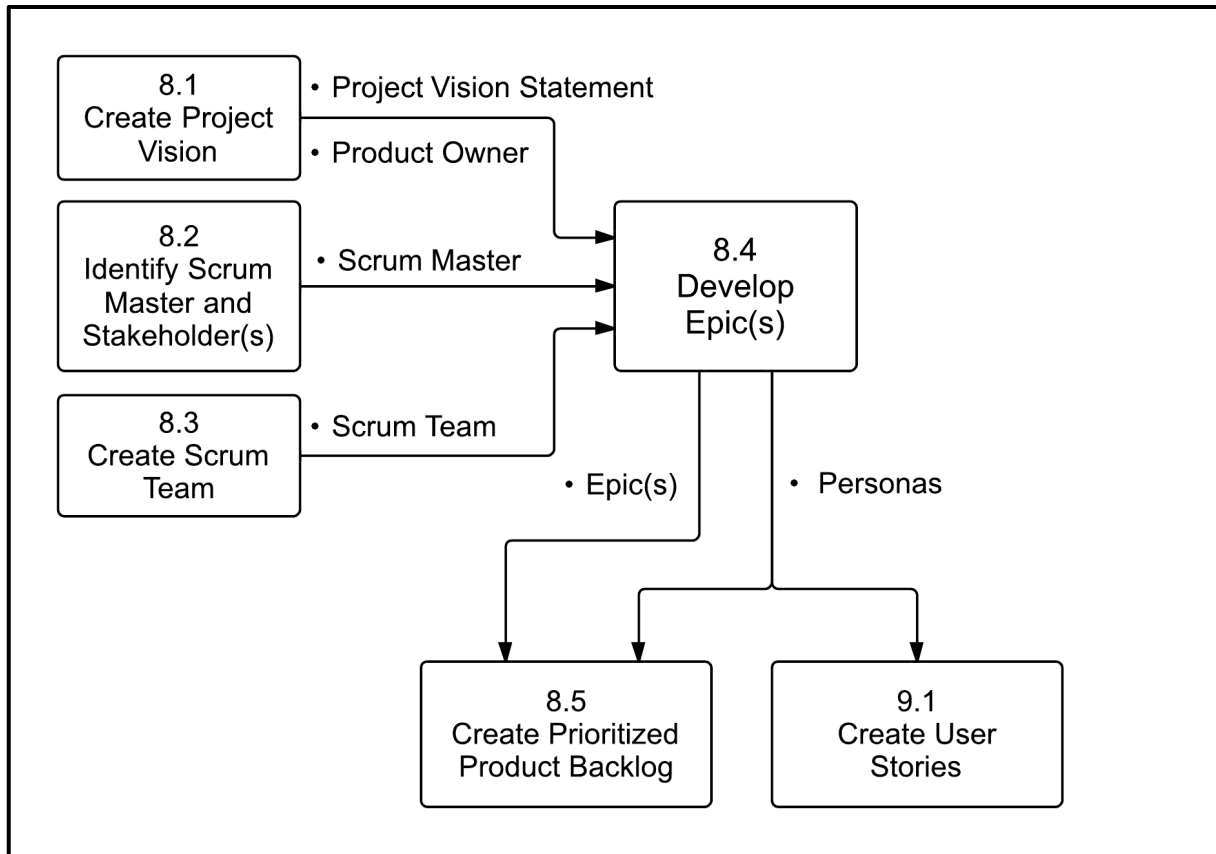 8.1
Create Project
Vision
• Project Vision Statement
• Product Owner
8.2
Identify Scrum
Master and
Stakeholder(s)
• Scrum Master
8.3
Create Scrum
Team
• Scrum Team
8.4
Develop
Epic(s)
• Epic(s)
• Personas
8.5
Create Prioritized
Product Backlog
9.1
Create User
Stories